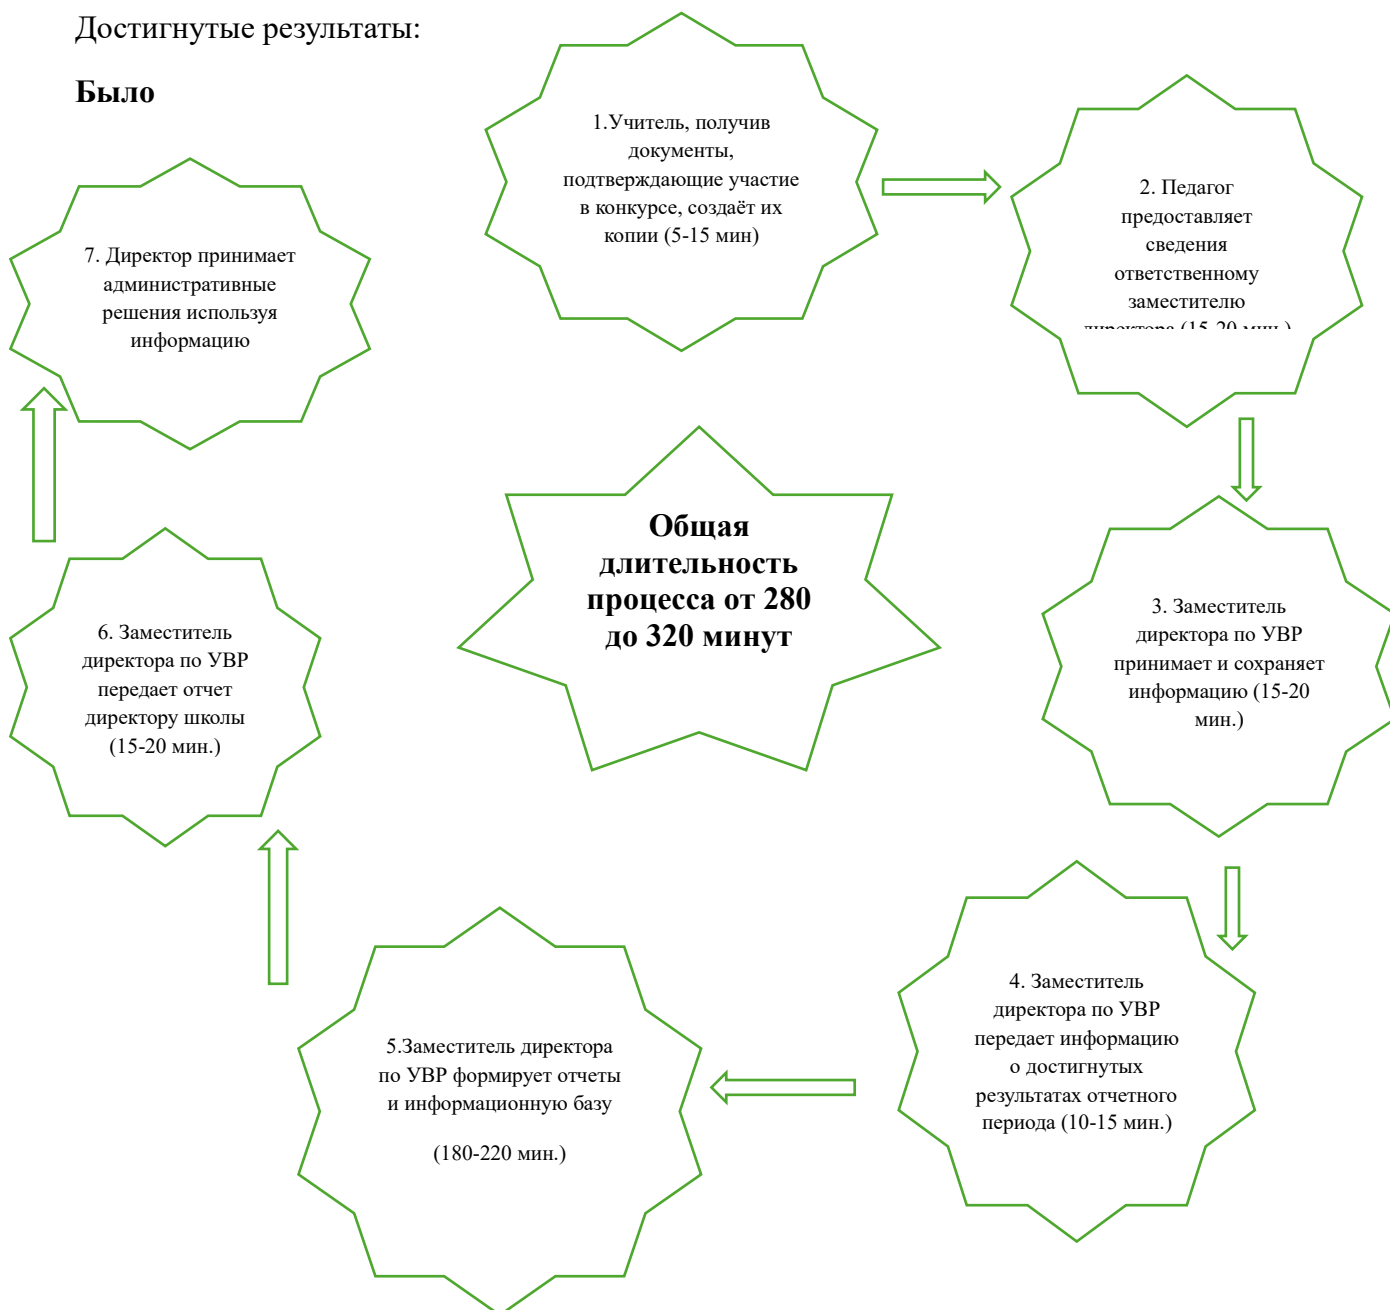 Достигнутые результаты:
Было
1.Учитель, получив
документы,
подтверждающие участие
в конкурсе, создаёт их
копии (5-15 мин)
2. Педагог
предоставляет
сведения
ответственному
заместителю
директора (15-20 мин.)
3. Заместитель
директора по УВР
принимает и сохраняет
информацию (15-20
мин.)
4. Заместитель
директора по УВР
передает информацию
о достигнутых
результатах отчетного
периода (10-15 мин.)
5.Заместитель директора
по УВР формирует отчеты
и информационную базу
(180-220 мин.)
6. Заместитель
директора по УВР
передает отчет
директору школы
(15-20 мин.)
7. Директор принимает
административные
решения используя
информацию
Общая
длительность
процесса от 280
до 320 минут